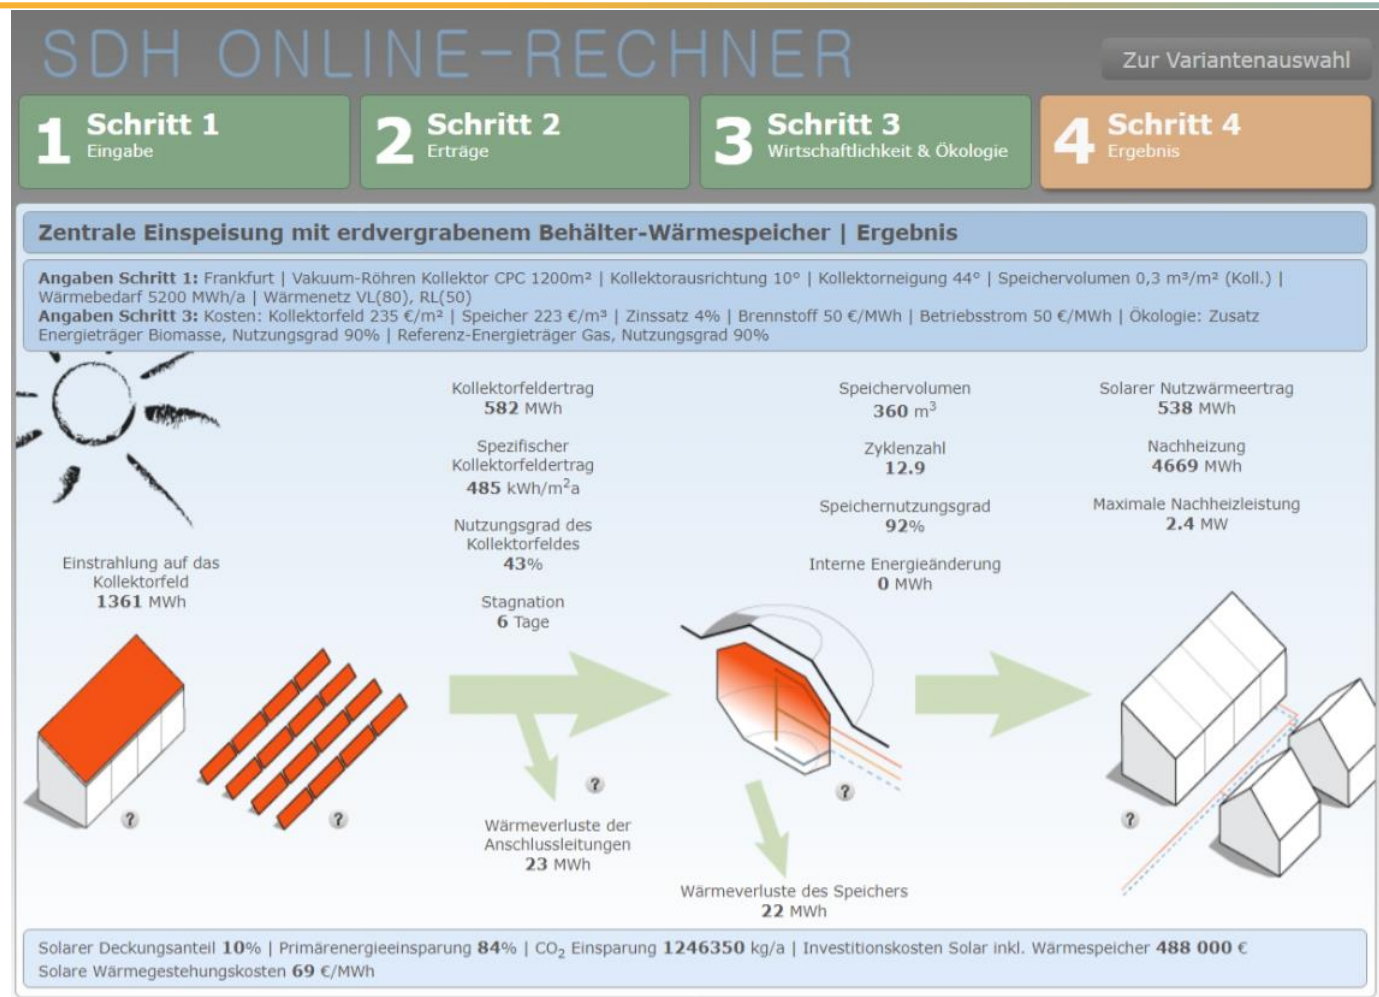 SDH ONLINE-RECHNER
Zur Variantenauswahl
1 Schritt 1
Eingabe
2 Schritt 2
Erträge
3 Schritt 3
Wirtschaftlichkeit & Ökologie
4 Schritt 4
Ergebnis
Zentrale Einspeisung mit erdvergrabenem Behälter-Wärmespeicher | Ergebnis
Angaben Schritt 1: Frankfurt | Vakuum-Röhren Kollektor CPC 1200m² | Kollektorausrichtung 10° | Kollektorneigung 44° | Speichervolumen 0,3 m³/m² (Koll.) |
Wärmebedarf 5200 MWh/a | Wärmenetz VL(80), RL(50)
Angaben Schritt 3: Kosten: Kollektorfeld 235 €/m² | Speicher 223 €/m³ | Zinssatz 4% | Brennstoff 50 €/MWh | Betriebsstrom 50 €/MWh | Ökologie: Zusatz
Energieträger Biomasse, Nutzungsgrad 90% | Referenz-Energieträger Gas, Nutzungsgrad 90%
Einstrahlung auf das
Kollektorfeld
1361 MWh
Kollektorfeldertrag
582 MWh
Spezifischer
Kollektorfeldertrag
485 kWh/m²a
Nutzungsgrad des
Kollektorfeldes
43%
Stagnation
6 Tage
Speichervolumen
360 m³
Zyklenzahl
12.9
Speichernutzungsgrad
92%
Interne Energieänderung
0 MWh
Solarer Nutzwärmeertrag
538 MWh
Nachheizung
4669 MWh
Maximale Nachheizleistung
2.4 MW
?
?
?
?
?
Wärmeverluste der
Anschlussleitungen
23 MWh
Wärmeverluste des Speichers
22 MWh
Solarer Deckungsanteil 10% | Primärenergieeinsparung 84% | CO₂ Einsparung 1246350 kg/a | Investitionskosten Solar inkl. Wärmespeicher 488 000 €
Solare Wärmegestehungskosten 69 €/MWh